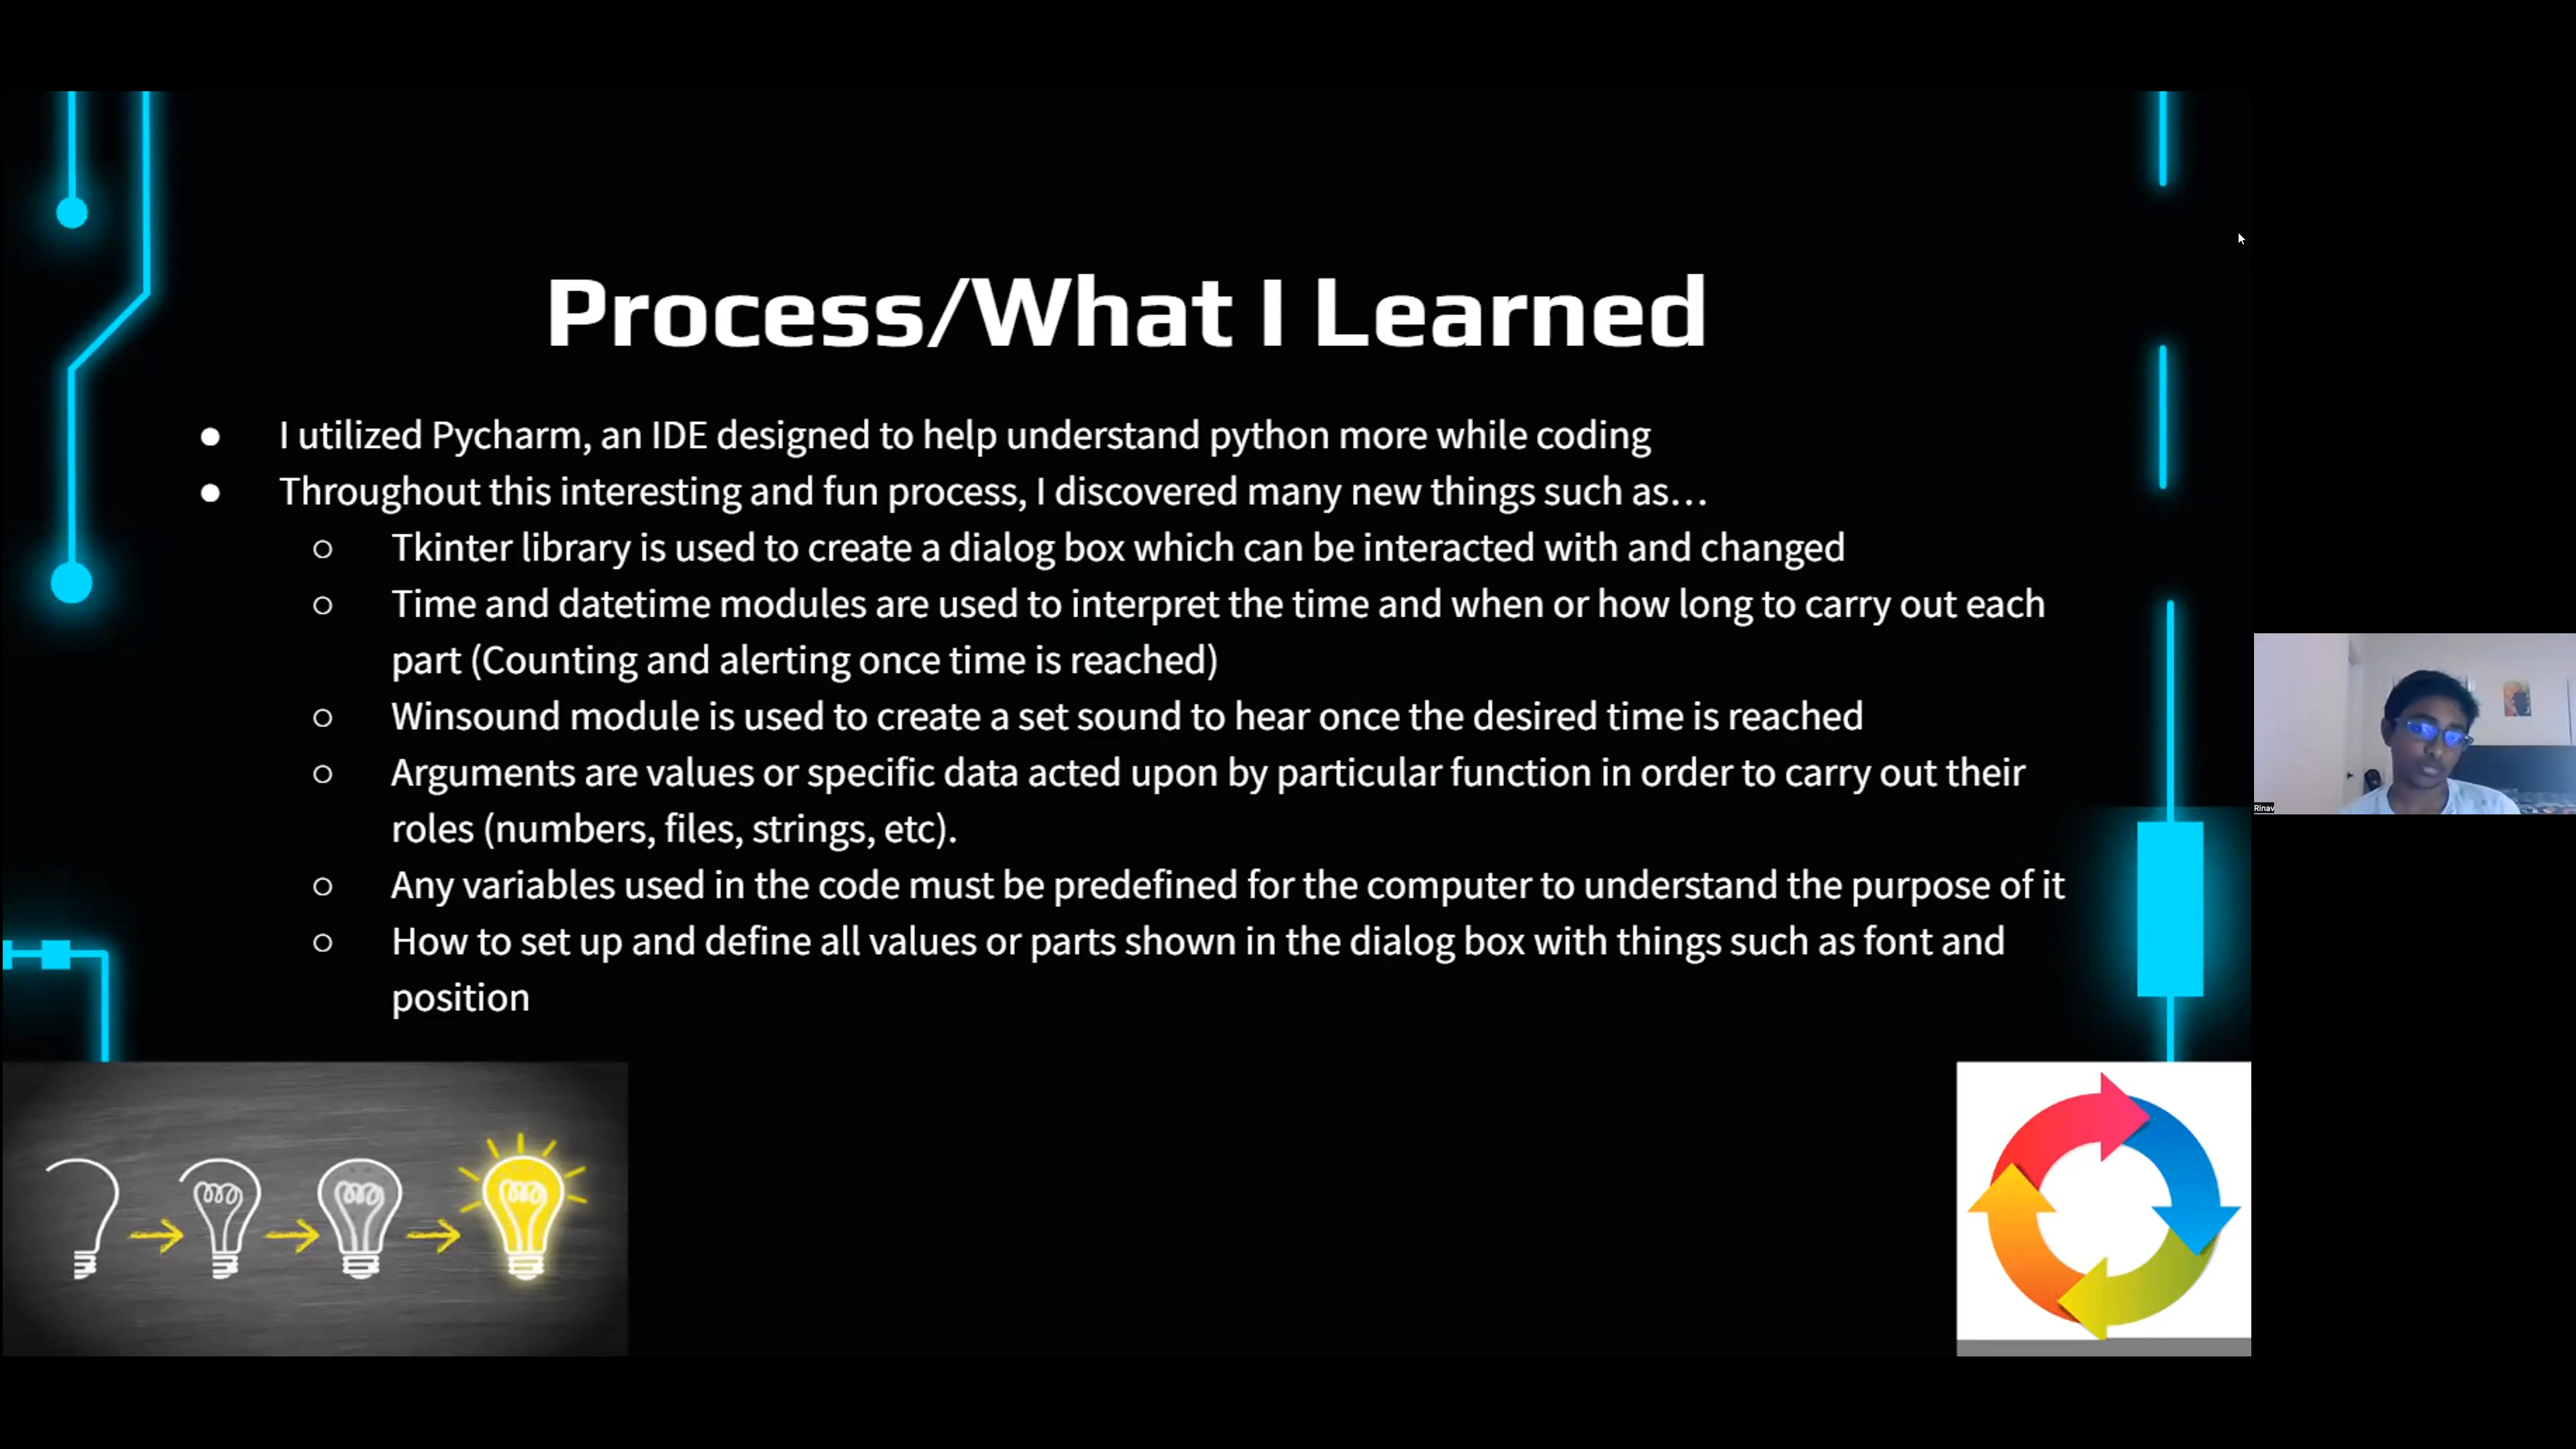 Process/What I Learned
● I utilized Pycharm, an IDE designed to help understand python more while coding
● Throughout this interesting and fun process, I discovered many new things such as...
○ Tkinter library is used to create a dialog box which can be interacted with and changed
○ Time and datetime modules are used to interpret the time and when or how long to carry out each
part (Counting and alerting once time is reached)
○ Winsound module is used to create a set sound to hear once the desired time is reached
○ Arguments are values or specific data acted upon by particular function in order to carry out their
roles (numbers, files, strings, etc).
○ Any variables used in the code must be predefined for the computer to understand the purpose of it
○ How to set up and define all values or parts shown in the dialog box with things such as font and
position
Rinav